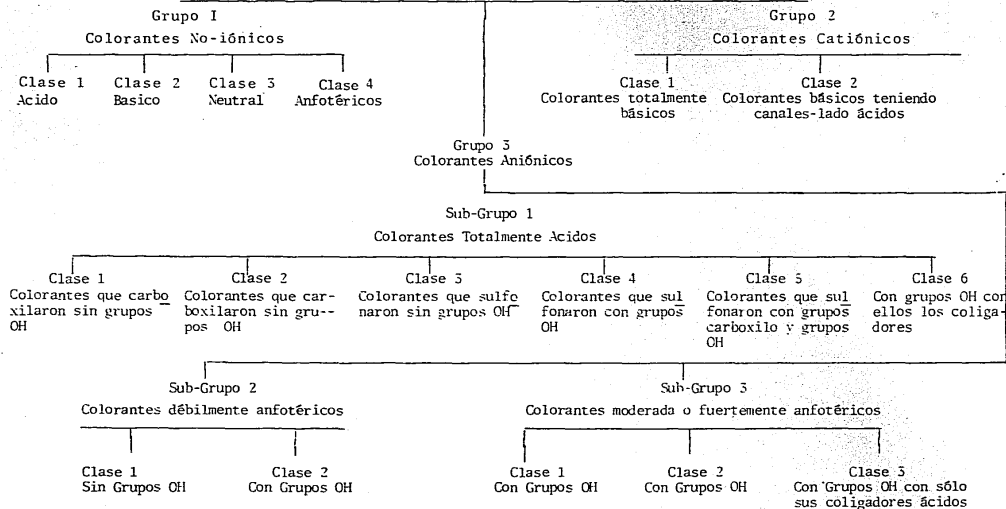 Grupo I
Colorantes No-iónicos
Clase 1
Acido
Clase 2
Basico
Clase 3
Neutral
Clase 4
Anfotéricos
Grupo 2
Colorantes Catiónicos
Clase 1
Colorantes totalmente
básicos
Clase 2
Colorantes básicos teniendo
canales-lado ácidos
Grupo 3
Colorantes Aniónicos
Sub-Grupo 1
Colorantes Totalmente Acidos
Clase 1
Colorantes que carbo
xilaron sin grupos
OH
Clase 2
Colorantes que car-
boxilaron sin gru--
pos OH
Clase 3
Colorantes que sulfo
naron sin grupos OH
Clase 4
Colorantes que sul
fonaron con grupos
OH
Clase 5
Colorantes que sul
fonaron con grupos
carboxilo y grupos
OH
Clase 6
Con grupos OH con
ellos los coliga-
dores
Sub-Grupo 2
Colorantes débilmente anfotéricos
Clase 1
Sin Grupos OH
Clase 2
Con Grupos OH
Sub-Grupo 3
Colorantes moderada o fuertemente anfotéricos
Clase 1
Con Grupos OH
Clase 2
Con Grupos OH
Clase 3
Con Grupos OH con sólo
sus coligadores ácidos